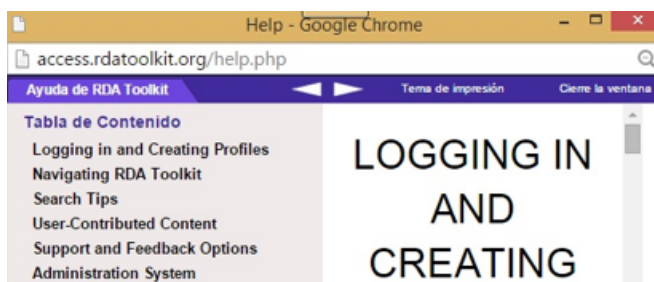 Help - Google Chrome
access.rdatoolkit.org/help.php
Ayuda de RDA Toolkit Tema de impresión Cierre la ventana
Tabla de Contenido
Logging in and Creating Profiles
Navigating RDA Toolkit
Search Tips
User-Contributed Content
Support and Feedback Options
Administration System
LOGGING IN
AND
CREATING